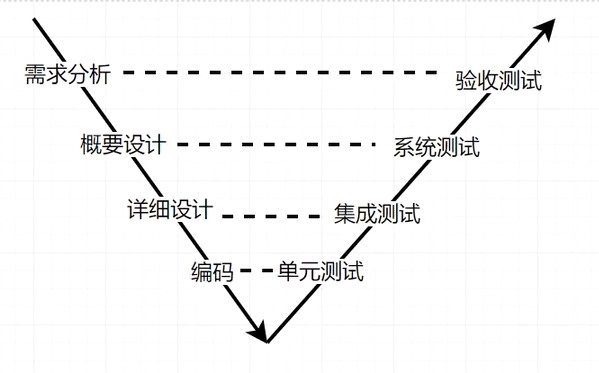 需求分析
验收测试
概要设计
系统测试
详细设计
集成测试
编码
单元测试